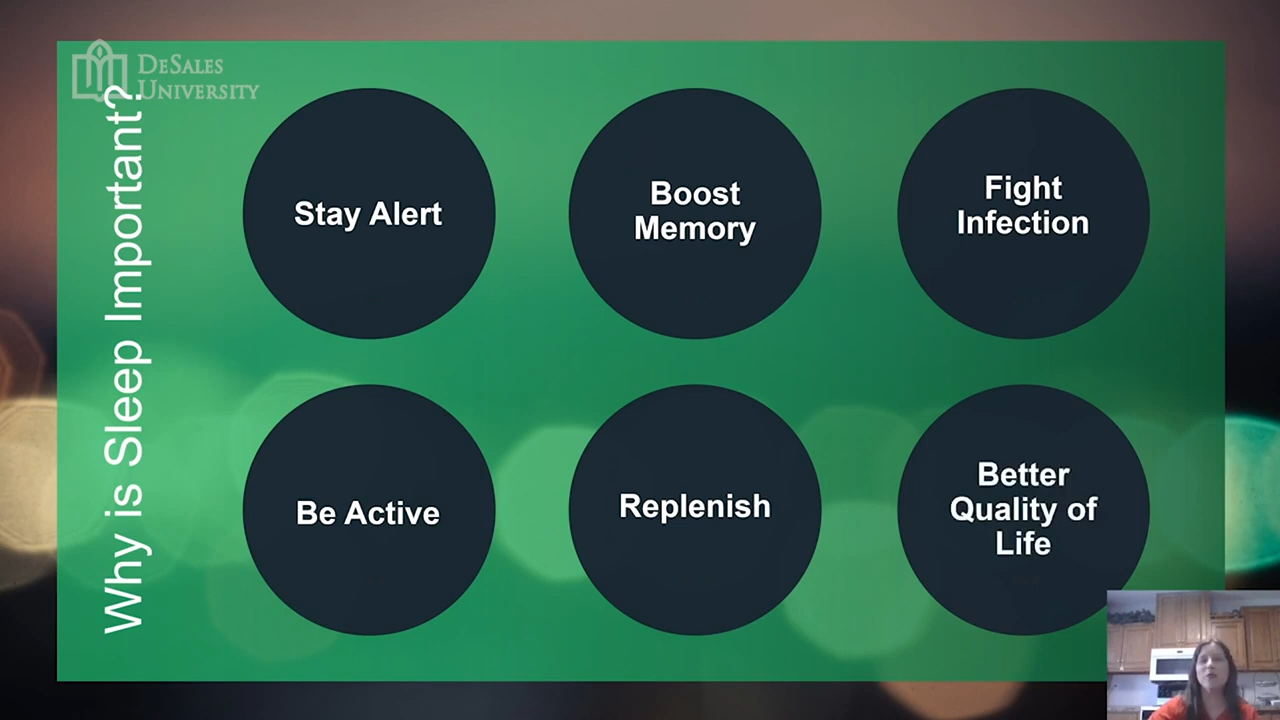 DeSales
University
Why is Sleep Important?
Stay Alert
Boost
Memory
Fight
Infection
Be Active
Replenish
Better
Quality of
Life